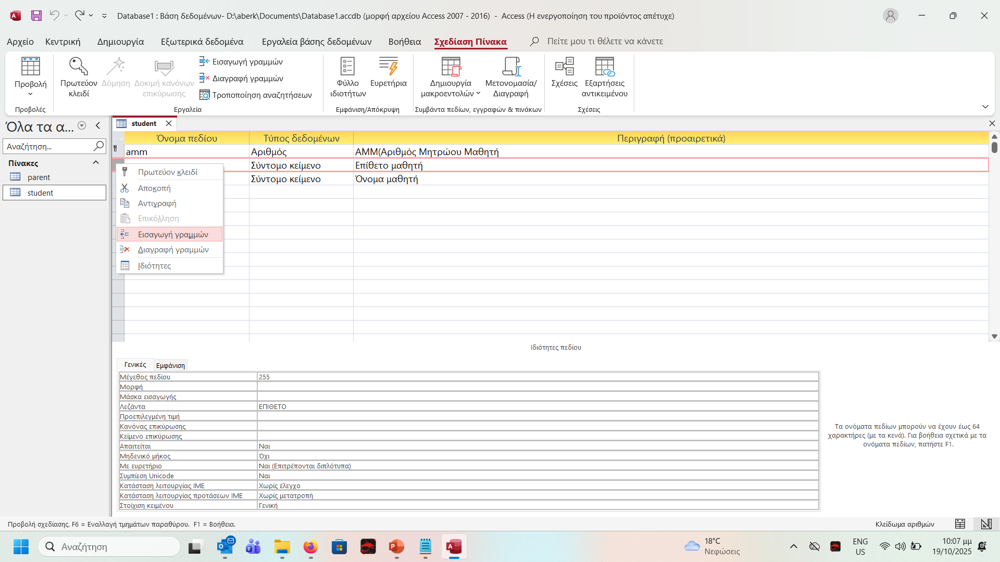 Database1 : Βάση δεδομένων- D:\aberk\Documents\Database1.accdb (μορφή αρχείου Access 2007 - 2016)  -  Access (Η ενεργοποίηση του προϊόντος απέτυχε)
Αρχείο Κεντρική Δημιουργία Εξωτερικά δεδομένα Εργαλεία βάσης δεδομένων Βοήθεια Σχεδίαση Πίνακα Πείτε μου τι θέλετε να κάνετε
Προβολή
Προβολές
Πρωτεύον
κλειδί
Δόμηση
Δοκιμή κανόνων
επικύρωσης
Εισαγωγή γραμμών
Διαγραφή γραμμών
Τροποποίηση αναζητήσεων
Εργαλεία
Φύλλο
ιδιοτήτων
Ευρετήρια
Εμφάνιση/Απόκρυψη
Δημιουργία
μακροεντολών
Μετονομασία/
Διαγραφή
Συμβάντα πεδίων, εγγραφών & πινάκων
Σχέσεις
Εξαρτήσεις
αντικειμένου
Σχέσεις
Όλα τα α...
Αναζήτηση...
Πίνακες
parent
student
student
Όνομα πεδίου Τύπος δεδομένων Περιγραφή (προαιρετικά)
amm Αριθμός ΑΜΜ(Αριθμός Μητρώου Μαθητή
Σύντομο κείμενο Επίθετο μαθητή
Σύντομο κείμενο Όνομα μαθητή
Πρωτεύον κλειδί
Αποκοπή
Αντιγραφή
Επικόλληση
Εισαγωγή γραμμών
Διαγραφή γραμμών
Ιδιότητες
Ιδιότητες πεδίου
Γενικές Εμφάνιση
Μέγεθος πεδίου 255
Μορφή
Μάσκα εισαγωγής
Λεζάντα ΕΠΙΘΕΤΟ
Προεπιλεγμένη τιμή
Κανόνας επικύρωσης
Κείμενο επικύρωσης
Απαιτείται Ναι
Μηδενικό μήκος Όχι
Με ευρετήριο Ναι (Επιτρέπονται διπλότυπα)
Συμπίεση Unicode Ναι
Κατάσταση λειτουργίας IME Χωρίς έλεγχο
Κατάσταση λειτουργίας προτάσεων IME Χωρίς μετατροπή
Στοίχιση κειμένου Γενική
Τα ονόματα πεδίων μπορούν να έχουν έως 64
χαρακτήρες (με τα κενά). Για βοήθεια σχετικά με τα
ονόματα πεδίων, πατήστε F1.
Προβολή σχεδίασης. F6 = Εναλλαγή τμημάτων παραθύρου.  F1 = Βοήθεια.
Κλείδωμα αριθμών
Αναζήτηση
18°C
Νεφώσεις
ENG
US
10:07 μμ
19/10/2025